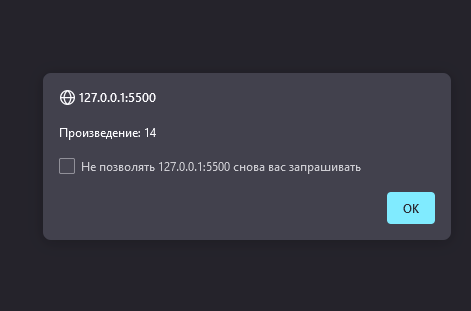 127.0.0.1:5500
Произведение: 14
Не позволять 127.0.0.1:5500 снова вас запрашивать
OK